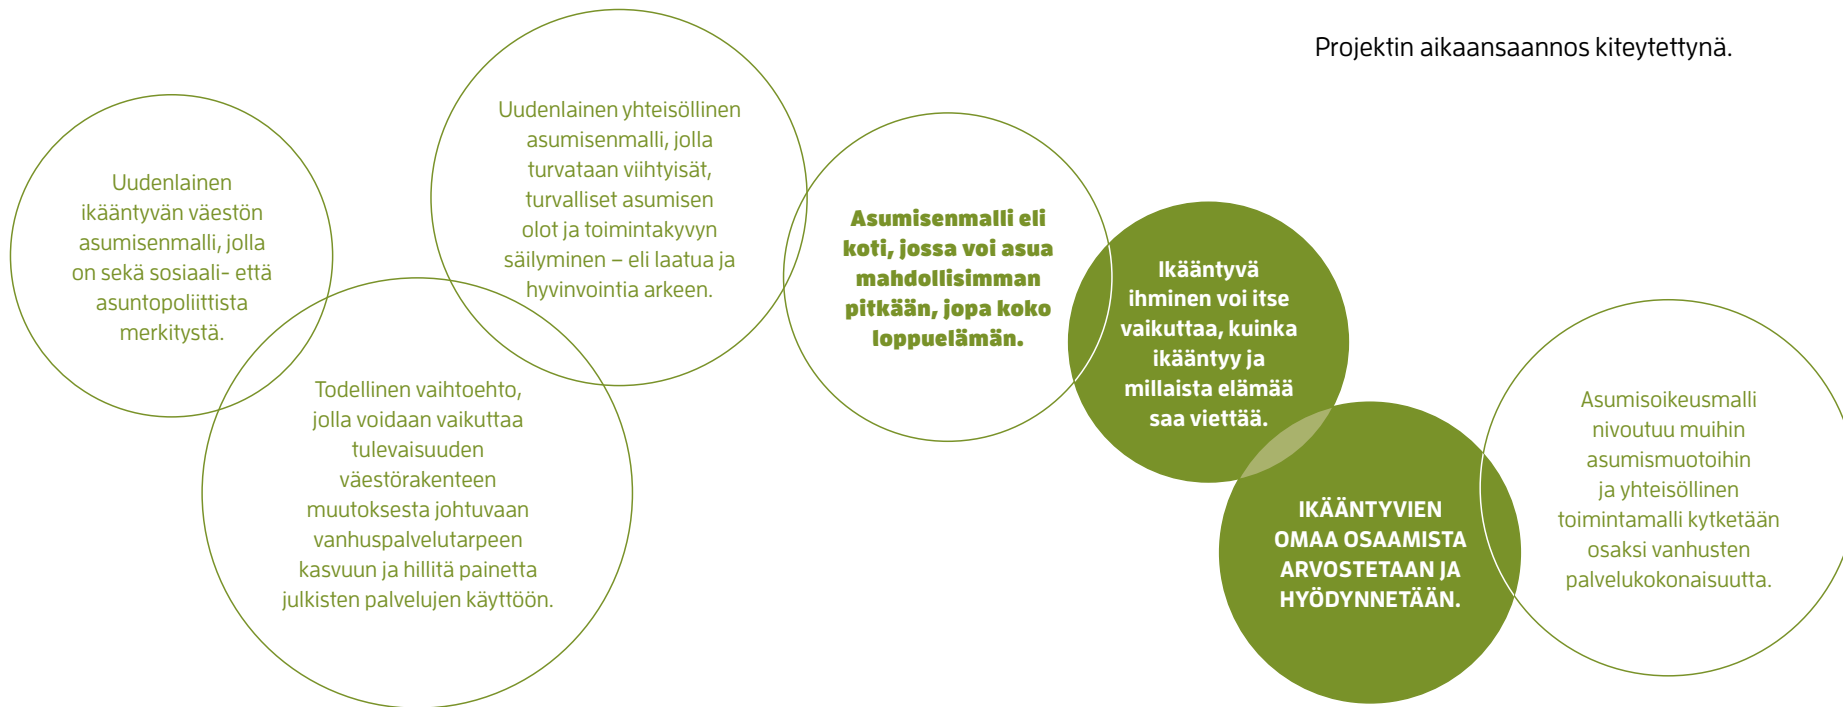 Projektin aikaansaannos kiteytettynä.
Uudenlainen
ikääntyvän väestön
asumisenmalli, jolla
on sekä sosiaali- että
asuntopoliittista
merkitystä.
Todellinen vaihtoehto,
jolla voidaan vaikuttaa
tulevaisuuden
väestörakenteen
muutoksesta johtuvaan
vanhuspalvelutarpeen
kasvuun ja hillitä painetta
julkisten palvelujen käyttöön.
Uudenlainen yhteisöllinen
asumisenmalli, jolla
turvataan viihtyisät,
turvalliset asumisen
olot ja toimintakyvyn
säilyminen – eli laatua ja
hyvinvointia arkeen.
Asumisenmalli eli
koti, jossa voi asua
mahdollisimman
pitkään, jopa koko
loppuelämän.
Ikääntyvä
ihminen voi itse
vaikuttaa, kuinka
ikääntyy ja
millaista elämää
saa viettää.
IKÄÄNTYVIEN
OMAA OSAAMISTA
ARVOSTETAAN JA
HYÖDYNNETÄÄN.
Asumisoikeusmalli
nivoutuu muihin
asumismuotoihin
ja yhteisöllinen
toimintamalli kytketään
osaksi vanhusten
palvelukokonaisuutta.